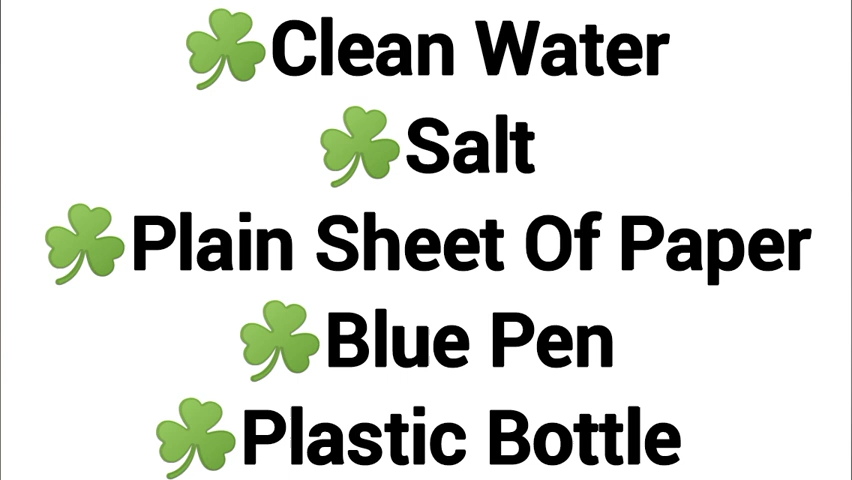 ☘️Clean Water
☘️Salt
☘️Plain Sheet Of Paper
☘️Blue Pen
☘️Plastic Bottle